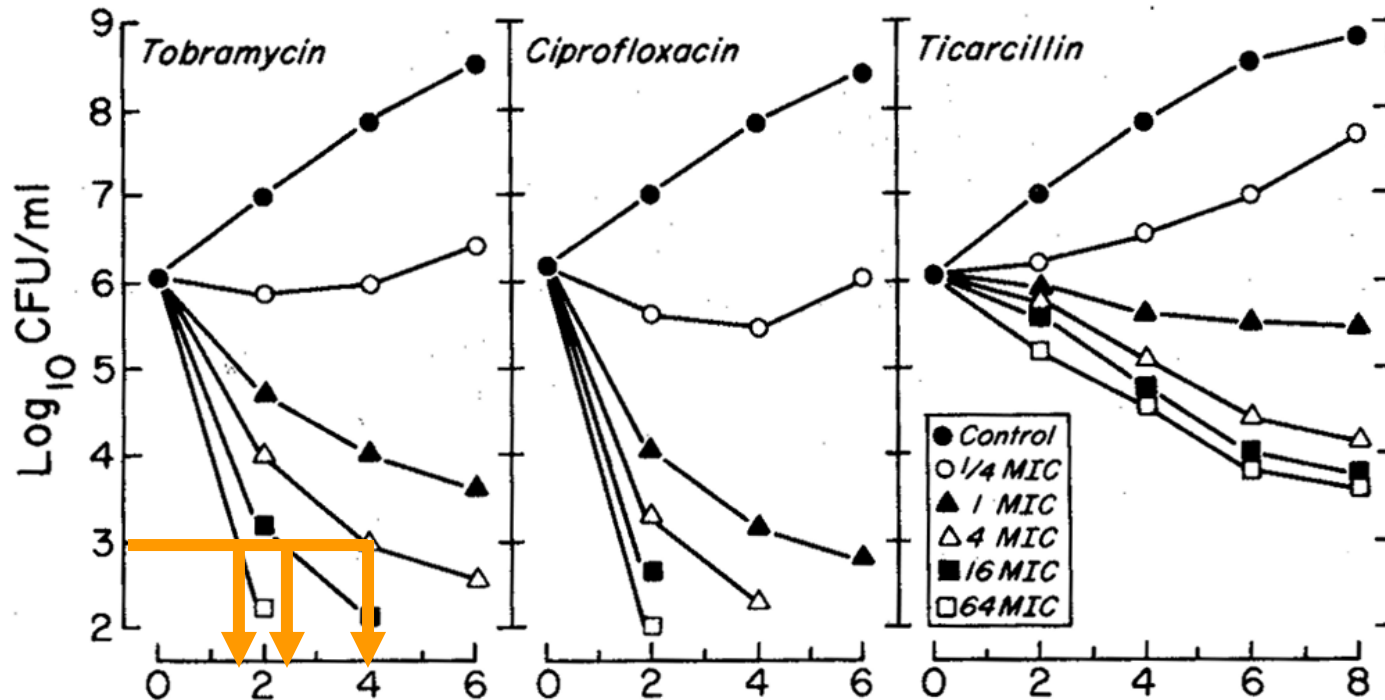 Tobramycin
Ciprofloxacin
Ticarcillin
Log10 CFU/ml
9
8
7
6
5
4
3
2
Control
1/4 MIC
1 MIC
4 MIC
16 MIC
64 MIC
0 2 4 6
0 2 4 6
0 2 4 6 8